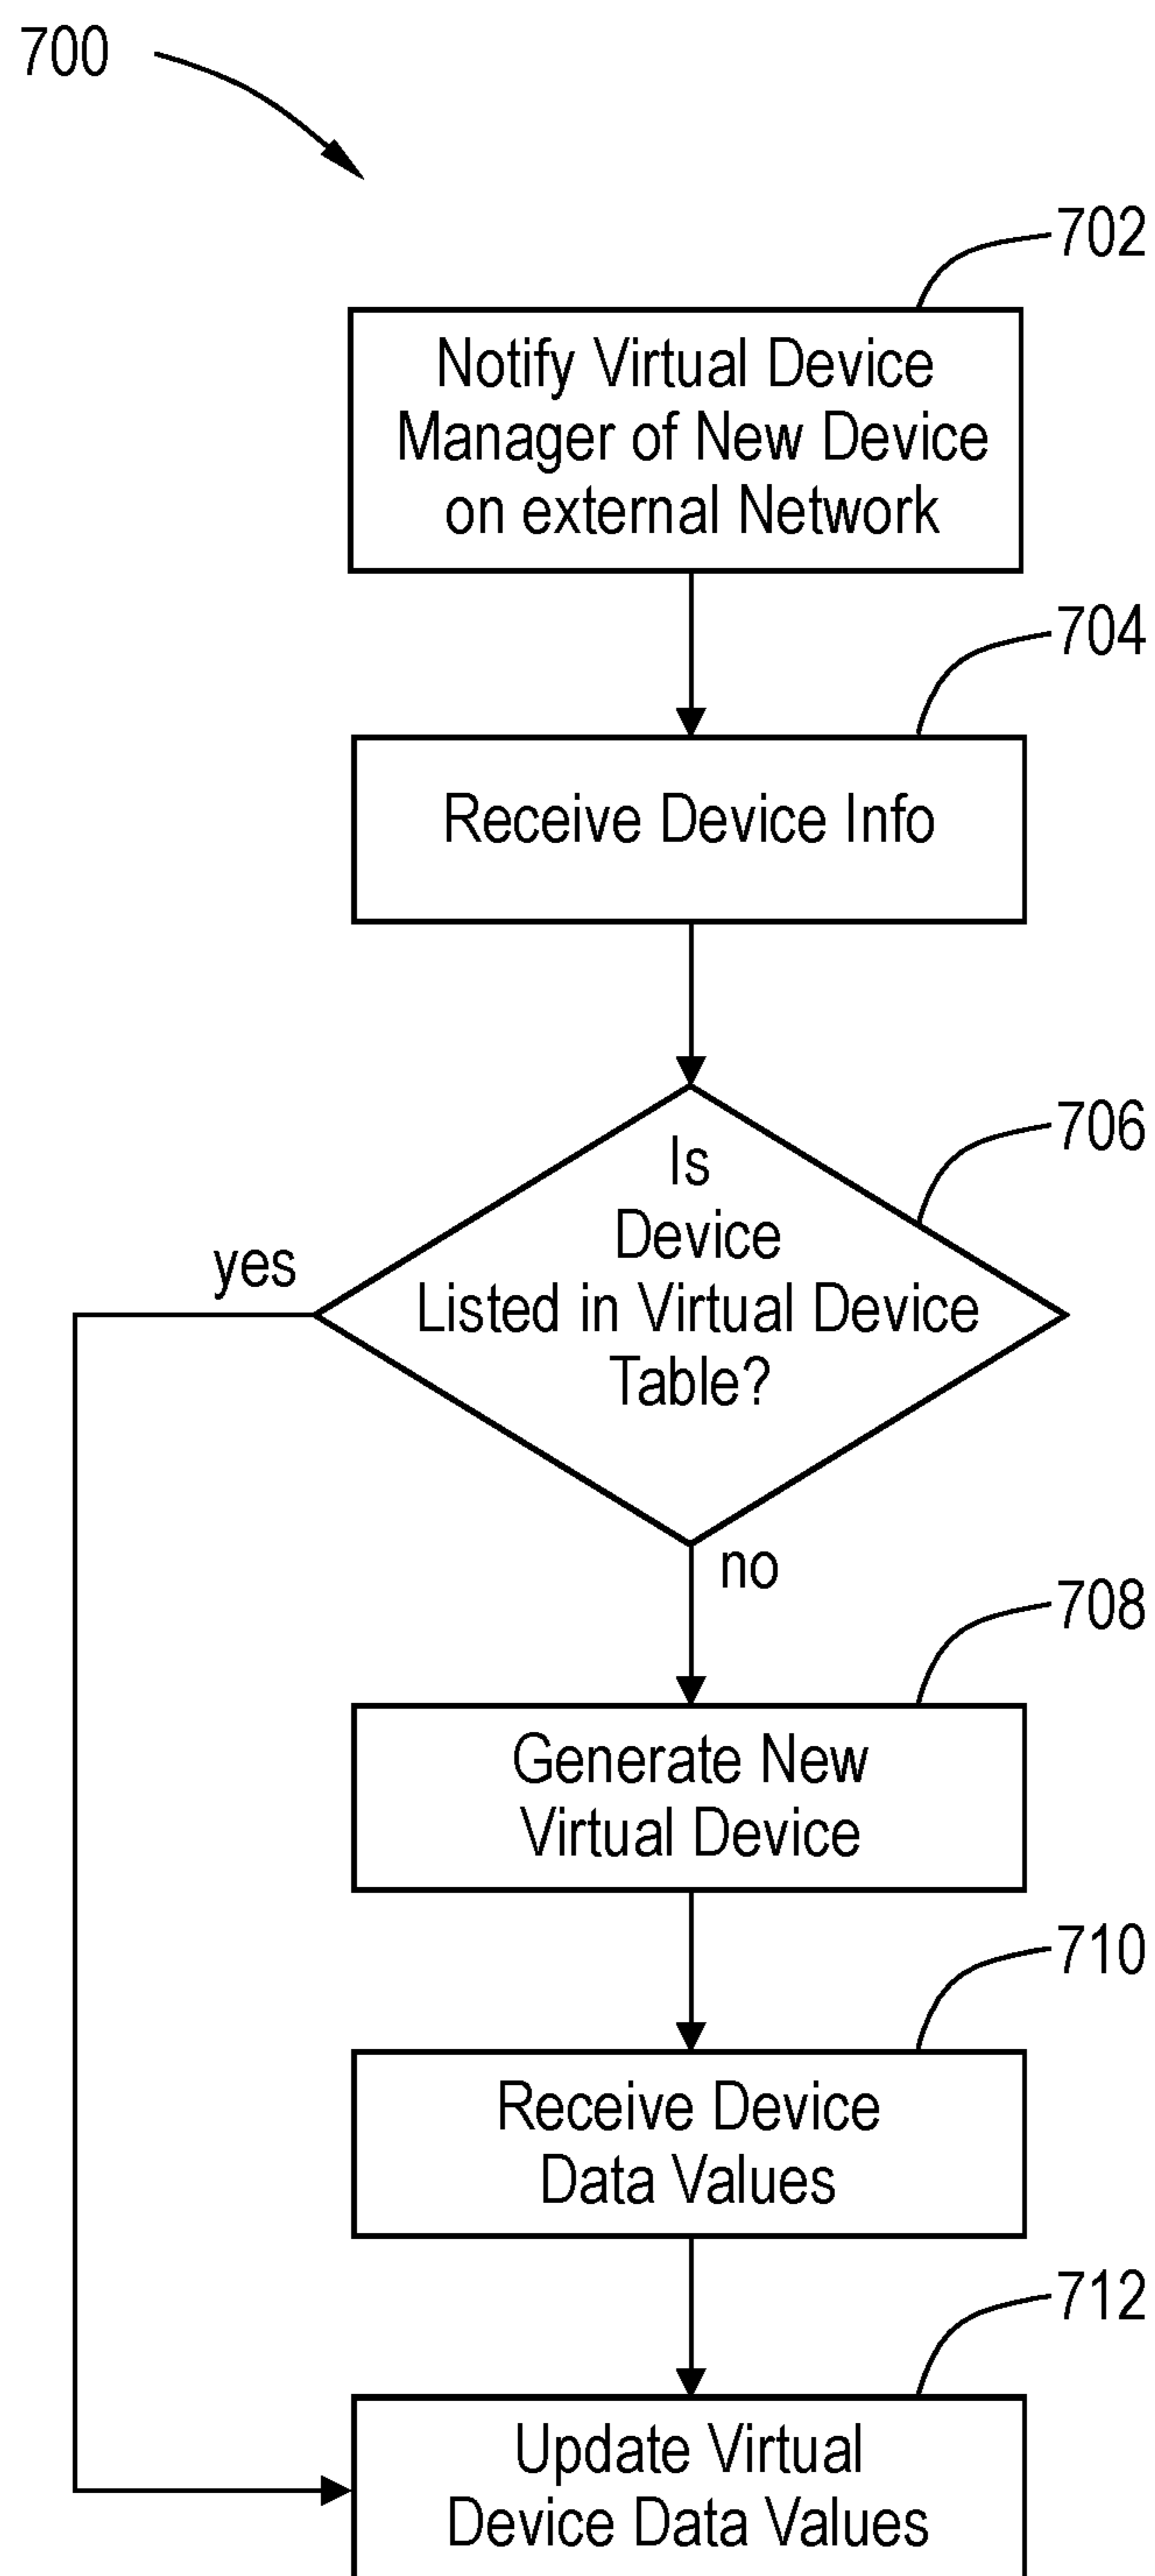 700
702
Notify Virtual Device
Manager of New Device
on external Network
704
Receive Device Info
706
Is
Device
Listed in Virtual Device
Table?
yes
no
708
Generate New
Virtual Device
710
Receive Device
Data Values
712
Update Virtual
Device Data Values